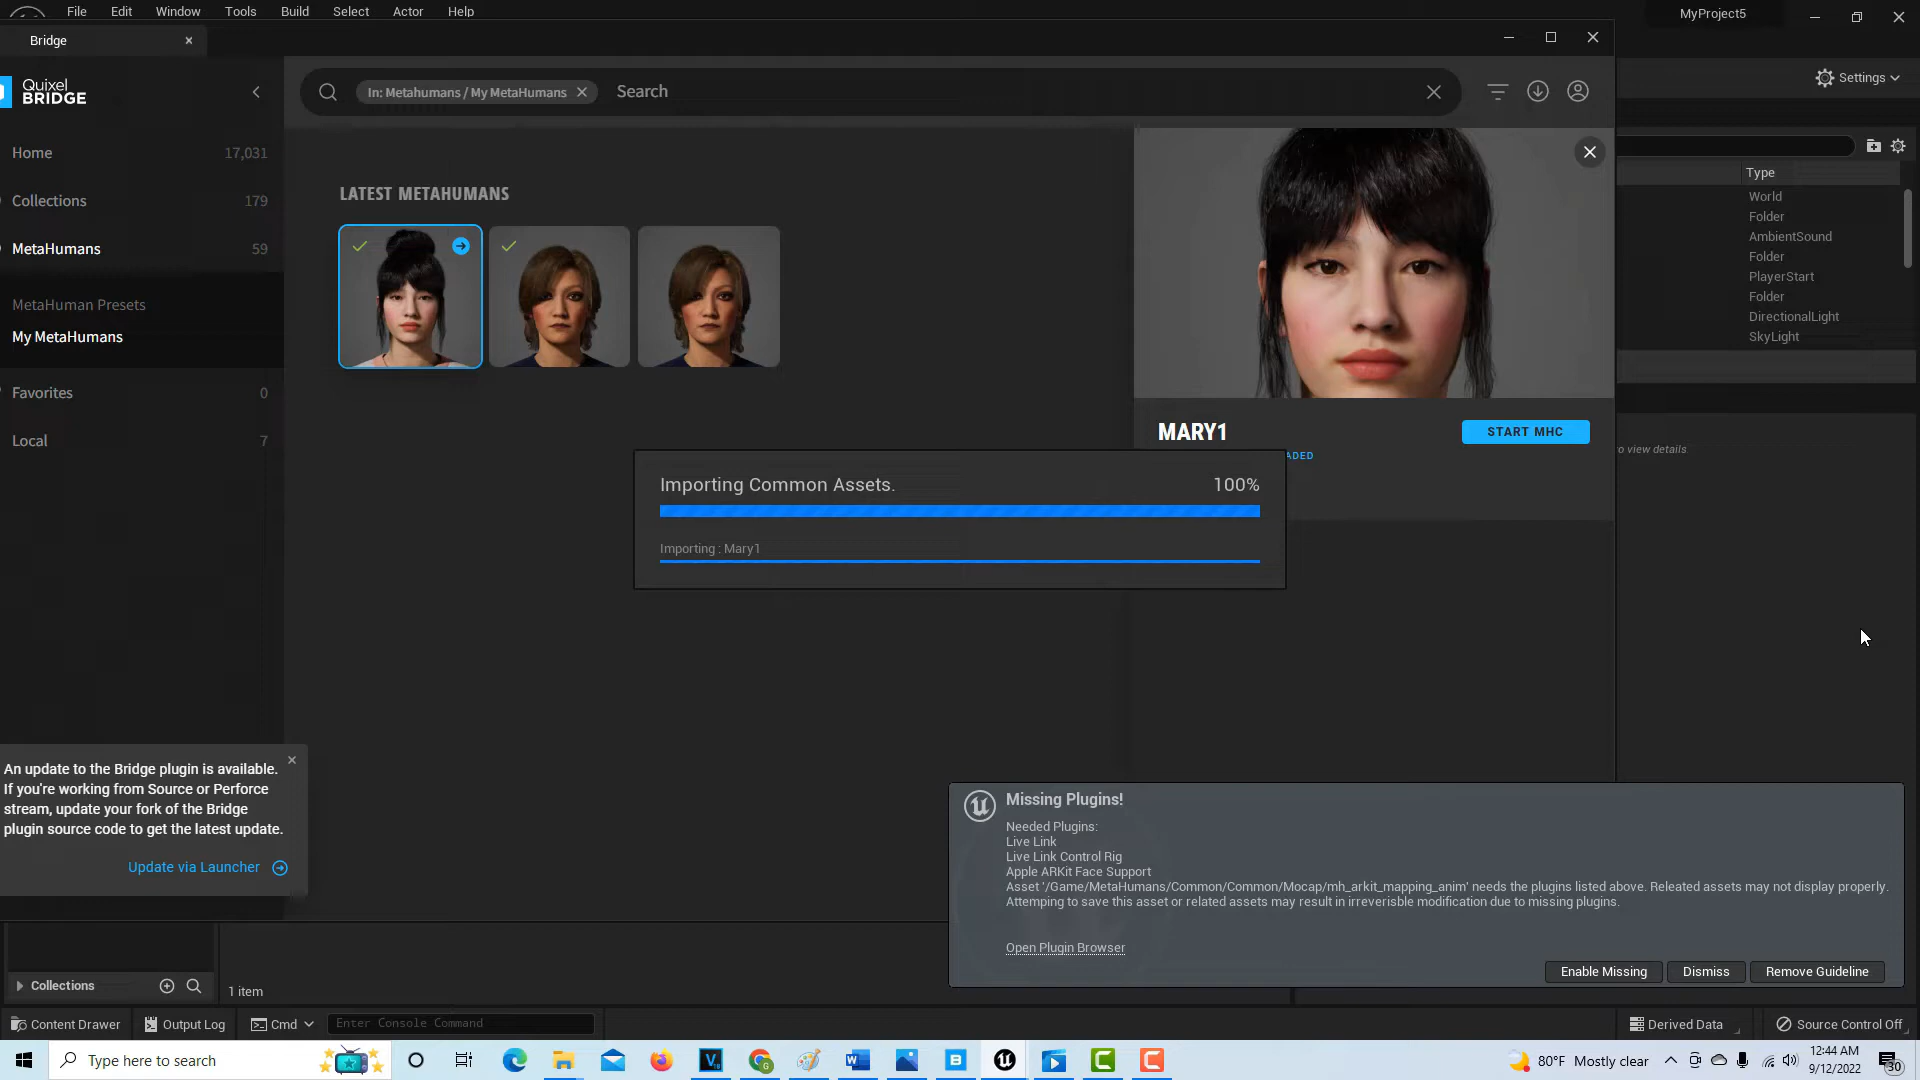 File Edit Window Tools Build Select Actor Help
MyProject5
Bridge
Quixel
BRIDGE
In: Metahumans / My MetaHumans
Search
Settings
Home 17,031
Collections 179
MetaHumans 59
MetaHuman Presets
My MetaHumans
Favorites 0
Local 7
LATEST METAHUMANS
Type
World
Folder
AmbientSound
Folder
PlayerStart
Folder
DirectionalLight
SkyLight
MARY1
START MHC
ADED
o view details
Importing Common Assets. 100%
Importing : Mary1
An update to the Bridge plugin is available.
If you're working from Source or Perforce
stream, update your fork of the Bridge
plugin source code to get the latest update.
Update via Launcher
Missing Plugins!
Needed Plugins:
Live Link
Live Link Control Rig
Apple ARKit Face Support
Asset '/Game/MetaHumans/Common/Common/Mocap/mh_arkit_mapping_anim' needs the plugins listed above. Releated assets may not display properly.
Attemping to save this asset or related assets may result in irreverisble modification due to missing plugins.
Open Plugin Browser
Enable Missing Dismiss Remove Guideline
Collections
1 item
Content Drawer Output Log Cmd Enter Console Command
Derived Data Source Control Off
Type here to search
80°F Mostly clear
12:44 AM
9/12/2022
30